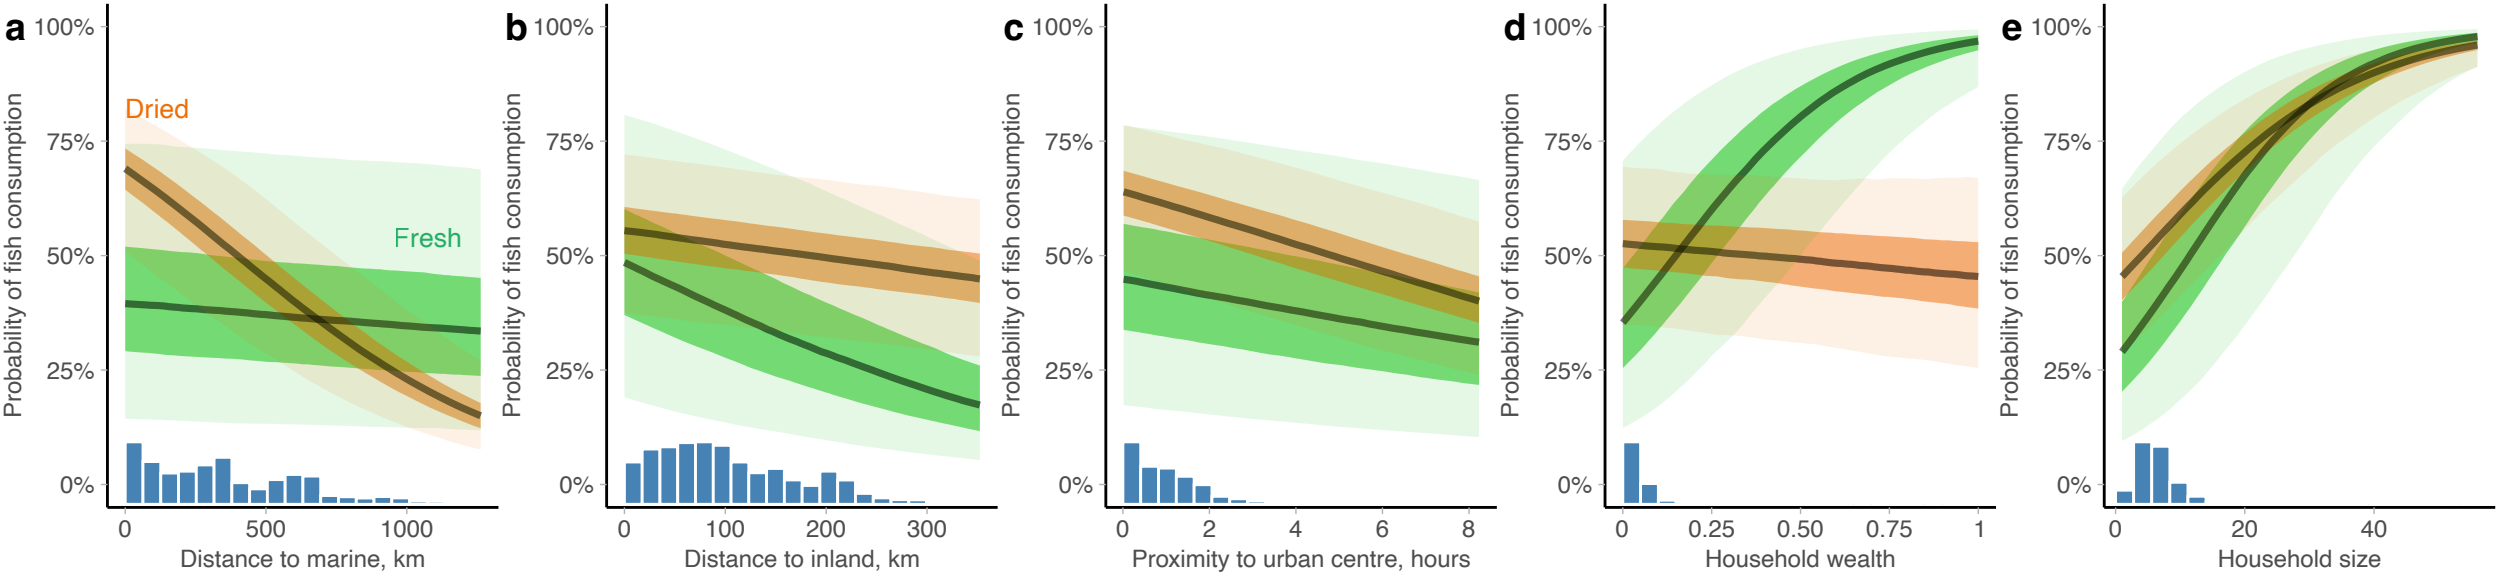 a
100%
75%
50%
25%
0%
Probability of fish consumption
Dried
Fresh
0 500 1000
Distance to marine, km
b
100%
75%
50%
25%
0%
Probability of fish consumption
0 100 200 300
Distance to inland, km
c
100%
75%
50%
25%
0%
Probability of fish consumption
0 2 4 6 8
Proximity to urban centre, hours
d
100%
75%
50%
25%
0%
Probability of fish consumption
0 0.25 0.50 0.75 1
Household wealth
e
100%
75%
50%
25%
0%
Probability of fish consumption
0 20 40
Household size